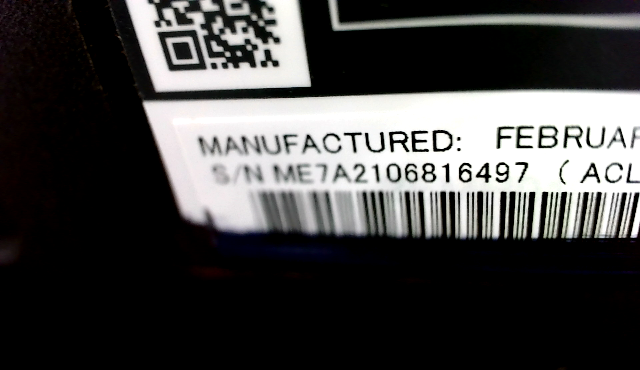 MANUFACTURED: FEBRUAR
S/N ME7A2106816497 ( ACL